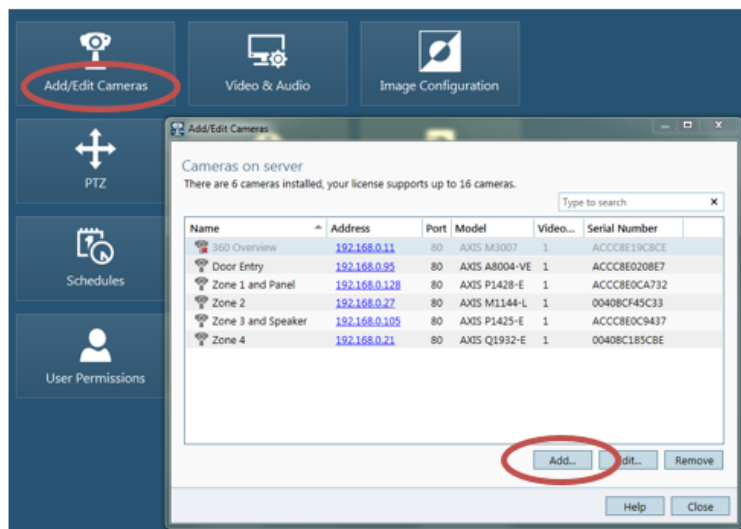 Add/Edit Cameras
Video & Audio
Image Configuration
PTZ
Schedules
User Permissions
Add/Edit Cameras
Cameras on server
There are 6 cameras installed, your license supports up to 16 cameras.
Type to search
Name Address Port Model Video... Serial Number
360 Overview 192.168.0.11 80 AXIS M3007 1 ACCC8E19C8CE
Door Entry 192.168.0.95 80 AXIS A8004-VE 1 ACCC8E0208E7
Zone 1 and Panel 192.168.0.128 80 AXIS P1428-E 1 ACCC8E0CA732
Zone 2 192.168.0.27 80 AXIS M1144-L 1 00408CF45C33
Zone 3 and Speaker 192.168.0.105 80 AXIS P1425-E 1 ACCC8E0C9437
Zone 4 192.168.0.21 80 AXIS Q1932-E 1 00408C185CBE
Add... Remove
Help Close